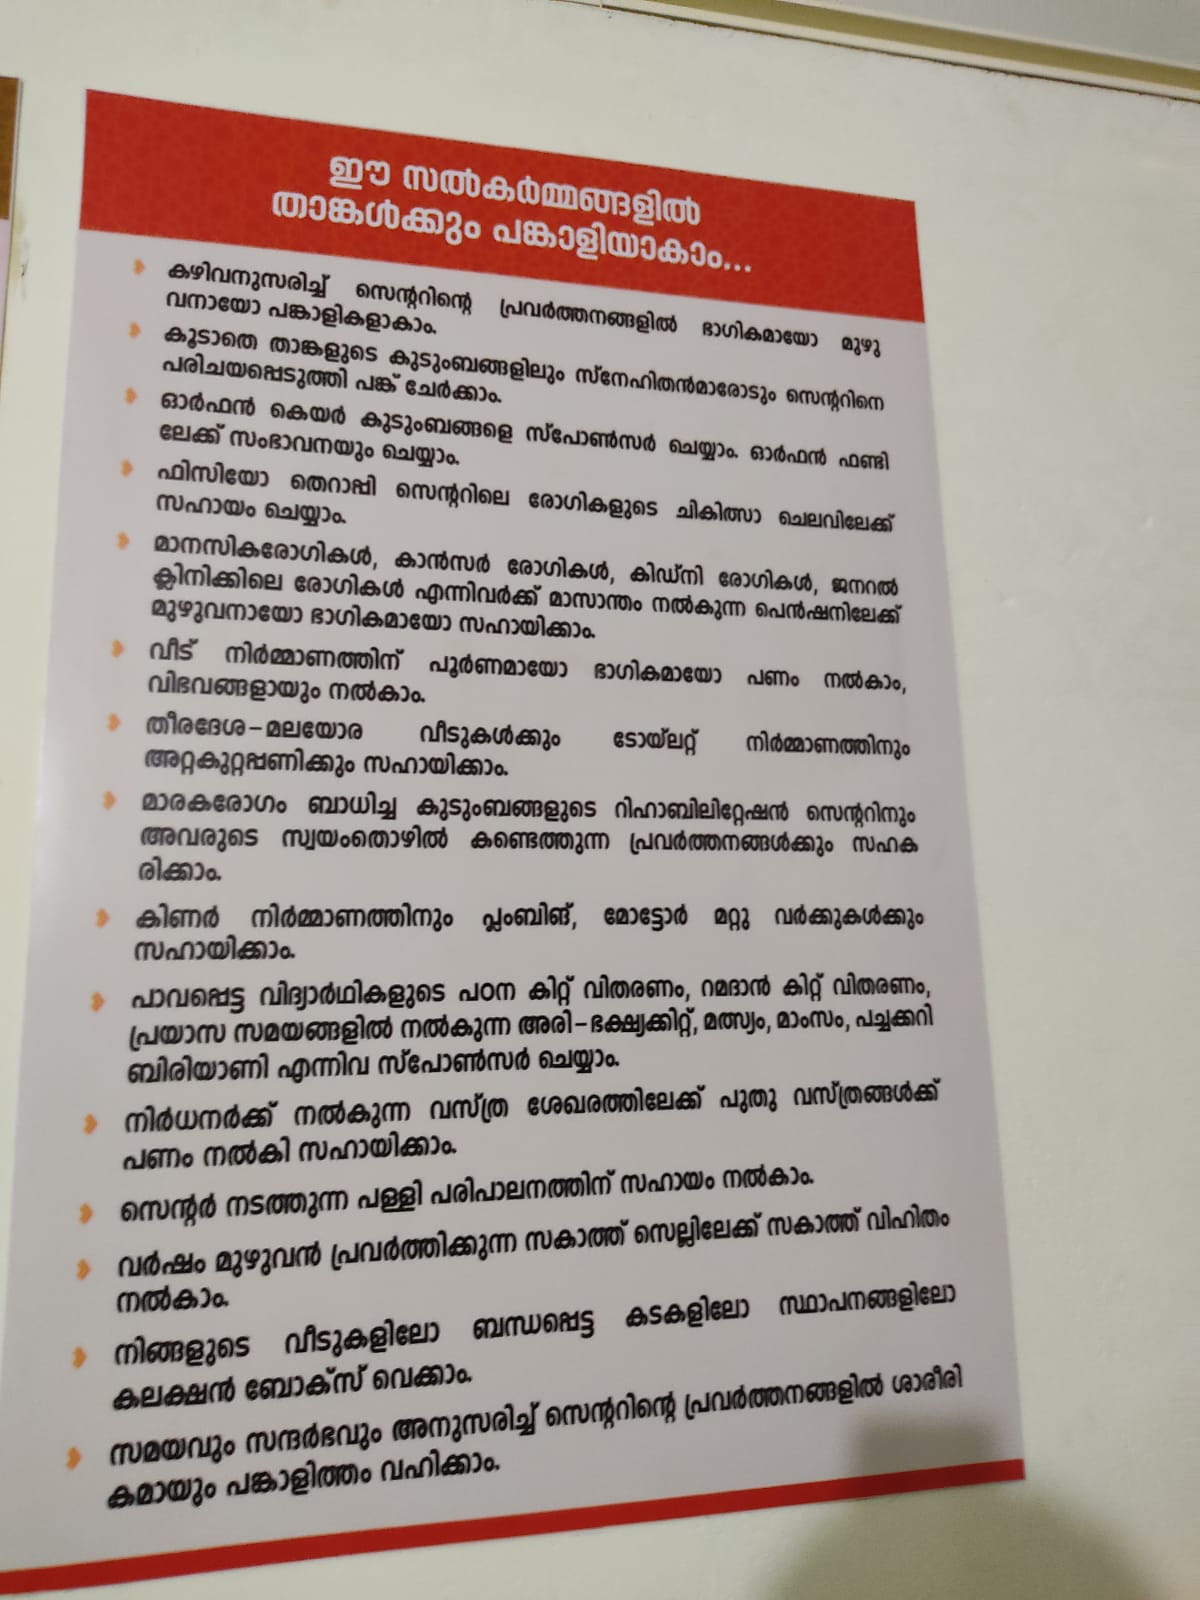 ഈ സൽകർമ്മങ്ങളിൽ
താങ്കൾക്കും പങ്കാളിയാകാം...
കഴിവനുസരിച്ച് സെന്ററിന്റെ പ്രവർത്തനങ്ങളിൽ ഭാഗികമായോ മുഴു
വനായോ പങ്കാളികളാകാം.
കൂടാതെ താങ്കളുടെ കുടുംബങ്ങളിലും സ്നേഹിതൻമാരോടും സെന്ററിനെ
പരിചയപ്പെടുത്തി പങ്ക് ചേർക്കാം.
ഓർഫൻ കെയർ കുടുംബങ്ങളെ സ്പോൺസർ ചെയ്യാം. ഓർഫൻ ഫണ്ടി
ലേക്ക് സംഭാവനയും ചെയ്യാം.
ഫിസിയോ തെറാപ്പി സെന്ററിലെ രോഗികളുടെ ചികിത്സാ ചെലവിലേക്ക്
സഹായം ചെയ്യാം.
മാനസികരോഗികൾ, കാൻസർ രോഗികൾ, കിഡ്നി രോഗികൾ, ജനറൽ
ക്ലിനിക്കിലെ രോഗികൾ എന്നിവർക്ക് മാസാന്തം നൽകുന്ന പെൻഷനിലേക്ക്
മുഴുവനായോ ഭാഗികമായോ സഹായിക്കാം.
വീട് നിർമ്മാണത്തിന് പൂർണമായോ ഭാഗികമായോ പണം നൽകാം,
വിഭവങ്ങളായും നൽകാം.
തീരദേശ-മലയോര വീടുകൾക്കും ടോയ്ലറ്റ് നിർമ്മാണത്തിനും
അറ്റകുറ്റപ്പണിക്കും സഹായിക്കാം.
മാരകരോഗം ബാധിച്ച കുടുംബങ്ങളുടെ റിഹാബിലിറ്റേഷൻ സെന്ററിനും
അവരുടെ സ്വയംതൊഴിൽ കണ്ടെത്തുന്ന പ്രവർത്തനങ്ങൾക്കും സഹക
രിക്കാം.
കിണർ നിർമ്മാണത്തിനും പ്ലംബിങ്, മോട്ടോർ മറ്റു വർക്കുകൾക്കും
സഹായിക്കാം.
പാവപ്പെട്ട വിദ്യാർഥികളുടെ പഠന കിറ്റ് വിതരണം, റമദാൻ കിറ്റ് വിതരണം,
പ്രയാസ സമയങ്ങളിൽ നൽകുന്ന അരി-ഭക്ഷ്യക്കിറ്റ്, മത്സ്യം, മാംസം, പച്ചക്കറി
ബിരിയാണി എന്നിവ സ്പോൺസർ ചെയ്യാം.
നിർധനർക്ക് നൽകുന്ന വസ്ത്ര ശേഖരത്തിലേക്ക് പുതു വസ്ത്രങ്ങൾക്ക്
പണം നൽകി സഹായിക്കാം.
സെന്റർ നടത്തുന്ന പള്ളി പരിപാലനത്തിന് സഹായം നൽകാം.
വർഷം മുഴുവൻ പ്രവർത്തിക്കുന്ന സകാത്ത് സെല്ലിലേക്ക് സകാത്ത് വിഹിതം
നൽകാം.
നിങ്ങളുടെ വീടുകളിലോ ബന്ധപ്പെട്ട കടകളിലോ സ്ഥാപനങ്ങളിലോ
കലക്ഷൻ ബോക്സ് വെക്കാം.
സമയവും സന്ദർഭവും അനുസരിച്ച് സെന്ററിന്റെ പ്രവർത്തനങ്ങളിൽ ശാരീരി
കമായും പങ്കാളിത്തം വഹിക്കാം.